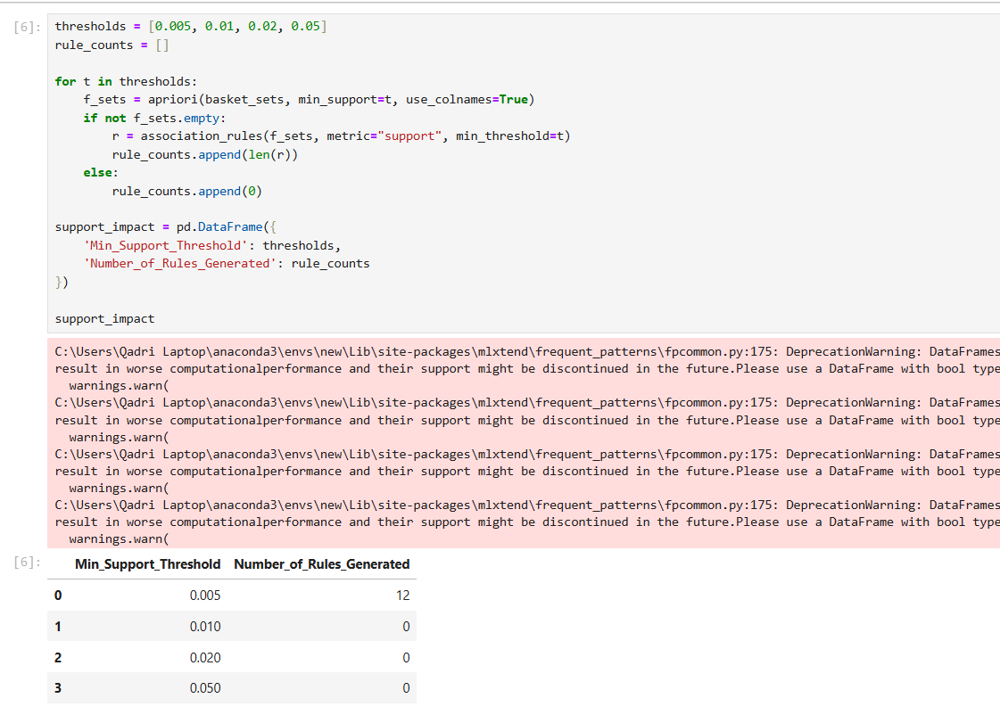 [6]: thresholds = [0.005, 0.01, 0.02, 0.05]
rule_counts = []
for t in thresholds:
    f_sets = apriori(basket_sets, min_support=t, use_colnames=True)
    if not f_sets.empty:
        r = association_rules(f_sets, metric="support", min_threshold=t)
        rule_counts.append(len(r))
    else:
        rule_counts.append(0)
support_impact = pd.DataFrame({
    'Min_Support_Threshold': thresholds,
    'Number_of_Rules_Generated': rule_counts
})
support_impact
C:\Users\Qadri Laptop\anaconda3\envs\new\Lib\site-packages\mlxtend\frequent_patterns\fpcommon.py:175: DeprecationWarning: DataFrames
result in worse computationalperformance and their support might be discontinued in the future.Please use a DataFrame with bool type
  warnings.warn(
C:\Users\Qadri Laptop\anaconda3\envs\new\Lib\site-packages\mlxtend\frequent_patterns\fpcommon.py:175: DeprecationWarning: DataFrames
result in worse computationalperformance and their support might be discontinued in the future.Please use a DataFrame with bool type
  warnings.warn(
C:\Users\Qadri Laptop\anaconda3\envs\new\Lib\site-packages\mlxtend\frequent_patterns\fpcommon.py:175: DeprecationWarning: DataFrames
result in worse computationalperformance and their support might be discontinued in the future.Please use a DataFrame with bool type
  warnings.warn(
C:\Users\Qadri Laptop\anaconda3\envs\new\Lib\site-packages\mlxtend\frequent_patterns\fpcommon.py:175: DeprecationWarning: DataFrames
result in worse computationalperformance and their support might be discontinued in the future.Please use a DataFrame with bool type
  warnings.warn(
[6]: Min_Support_Threshold Number_of_Rules_Generated
0 0.005 12
1 0.010 0
2 0.020 0
3 0.050 0